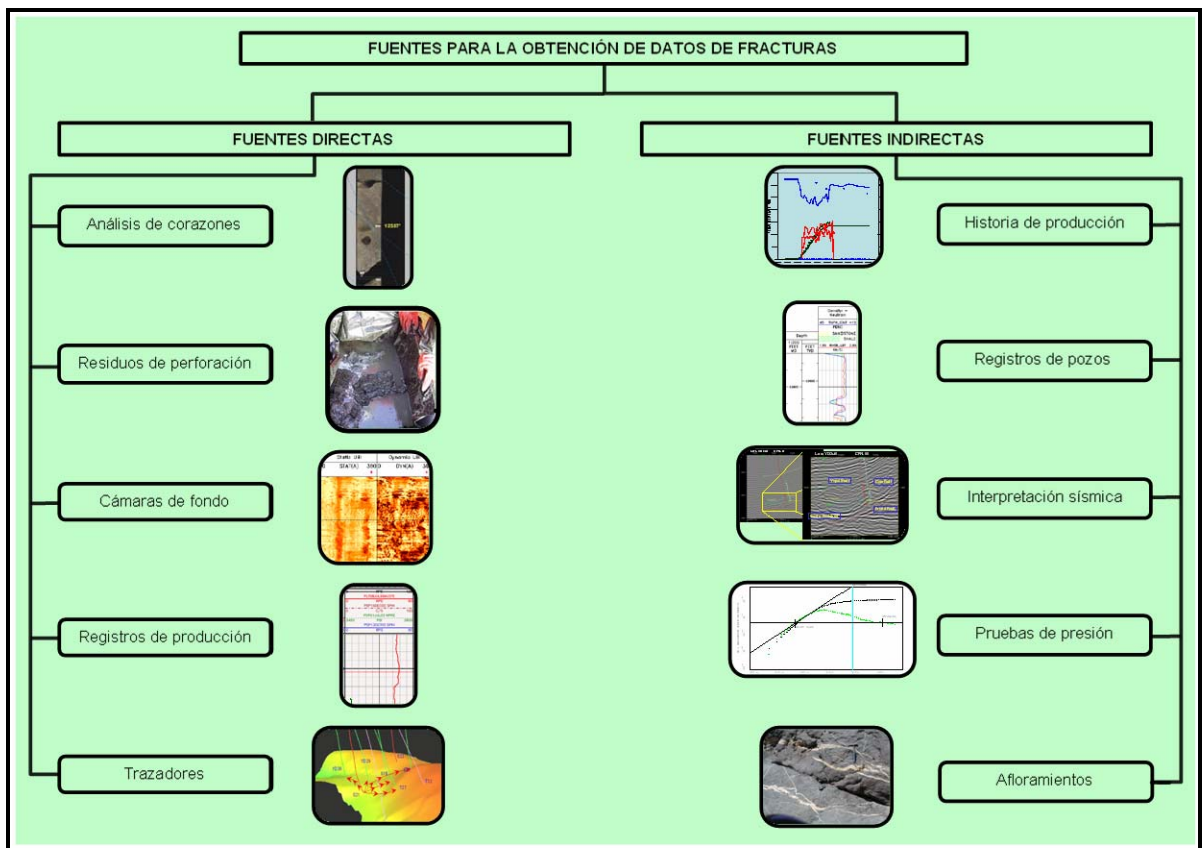 FUENTES PARA LA OBTENCIÓN DE DATOS DE FRACTURAS
FUENTES DIRECTAS
FUENTES INDIRECTAS
Análisis de corazones
Historia de producción
Residuos de perforación
Registros de pozos
Cámaras de fondo
Interpretación sísmica
Registros de producción
Pruebas de presión
Trazadores
Afloramientos